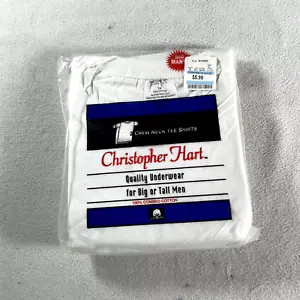 $5.99
CREW NECK TEE SHIRTS
Christopher Hart
Quality Underwear
for Big or Tall Men
100% COMBED COTTON